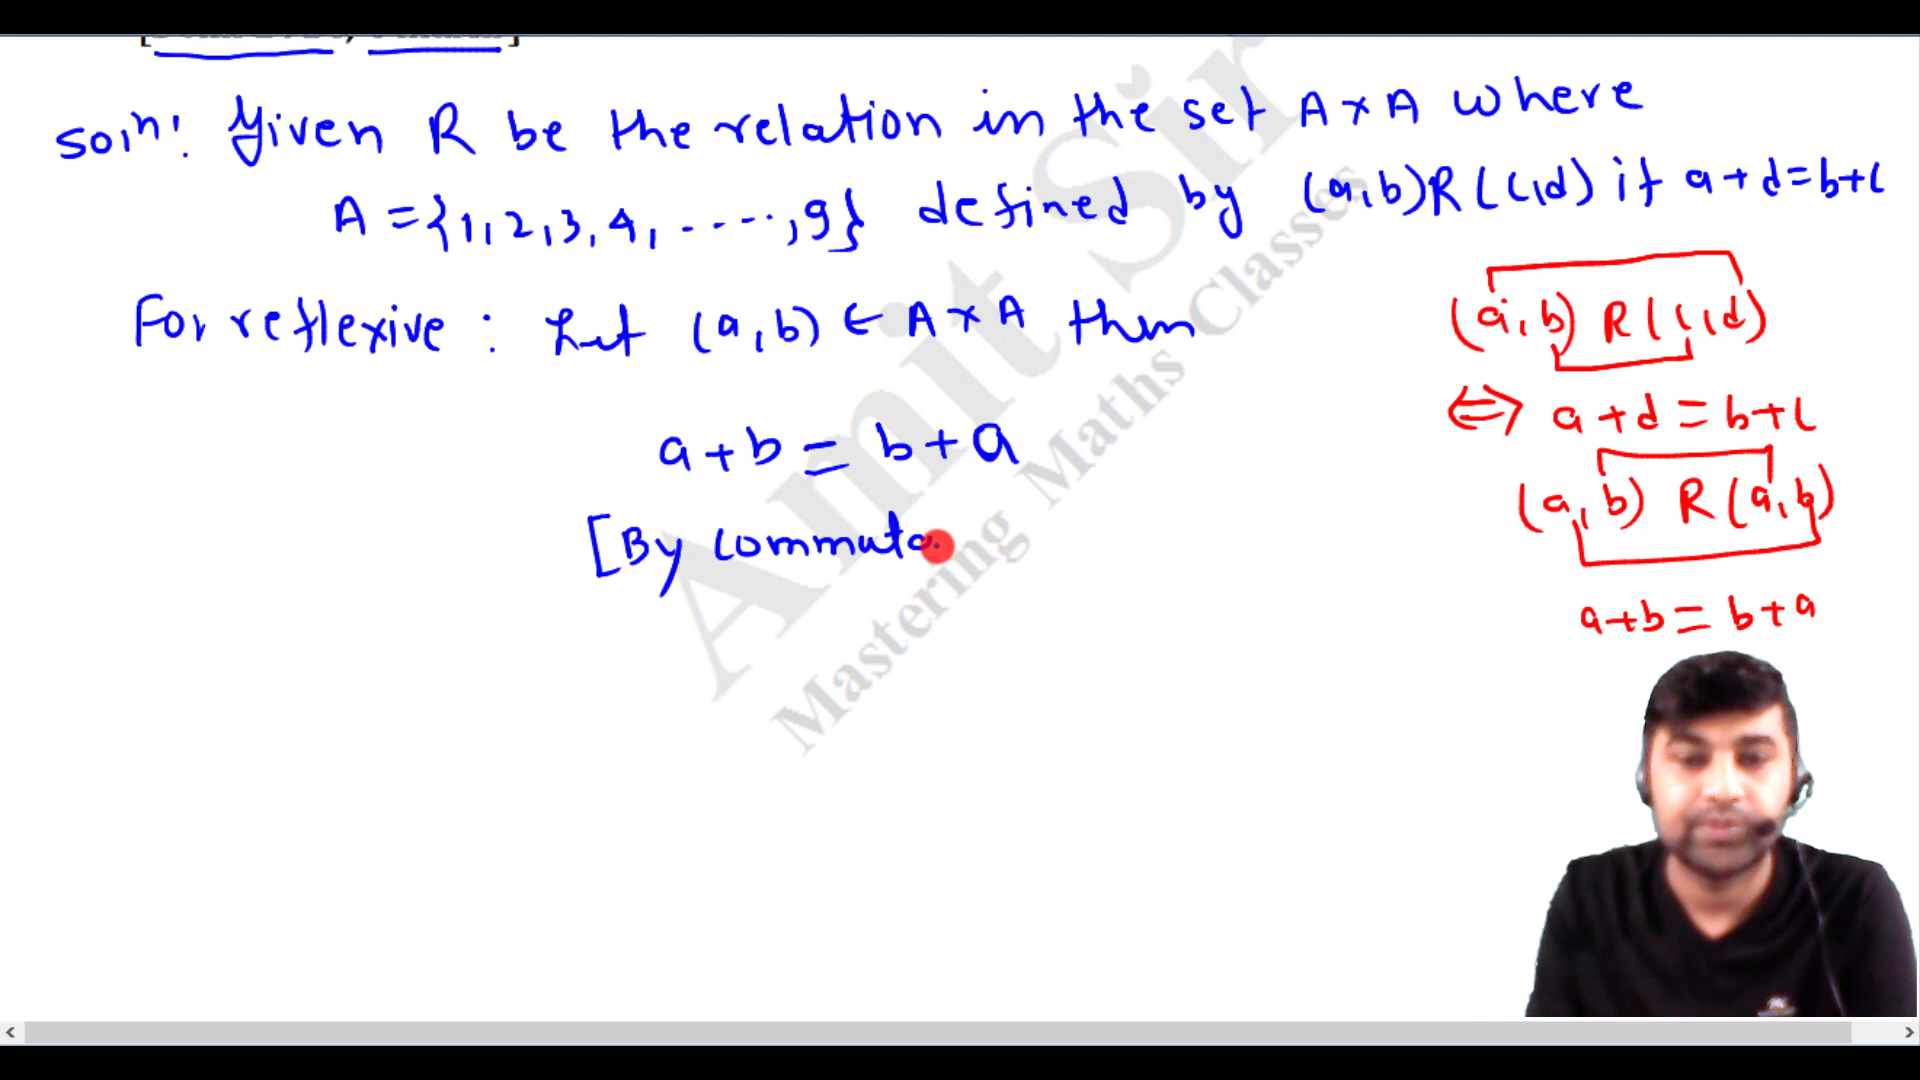 Soln: Given R be the relation in the set A×A where
A={1,2,3,4,-----,9} defined by (a,b)R(c,d) if a+d=b+c
For reflexive: Let (a,b) ∈ A×A then
a+b = b+a
[By commuta
(a,b) R (c,d)
⇔ a+d = b+c
(a,b) R (a,b)
a+b = b+a
Amit Sir
Mastering Maths Classes